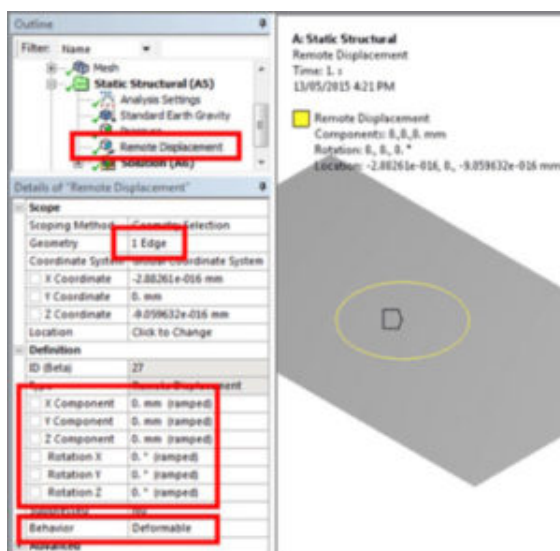 Outline
Filter: Name
Mesh
Static Structural (A5)
Analysis Settings
Standard Earth Gravity
Remote Displacement
Solution (A6)
Details of "Remote Displacement"
Scope
Scoping Method Geometry Selection
Geometry 1 Edge
Coordinate System Global Coordinate System
X Coordinate -2.88261e-016 mm
Y Coordinate 0. mm
Z Coordinate -9.059632e-016 mm
Location Click to Change
Definition
ID (Beta) 27
Type Remote Displacement
X Component 0. mm (ramped)
Y Component 0. mm (ramped)
Z Component 0. mm (ramped)
Rotation X 0. ° (ramped)
Rotation Y 0. ° (ramped)
Rotation Z 0. ° (ramped)
Suppressed No
Behavior Deformable
Advanced
A: Static Structural
Remote Displacement
Time: 1. s
13/05/2015 4:21 PM
Remote Displacement
Components: 0.,0.,0. mm
Rotation: 0., 0., 0. °
Location: -2.88261e-016, 0., -9.059632e-016 mm